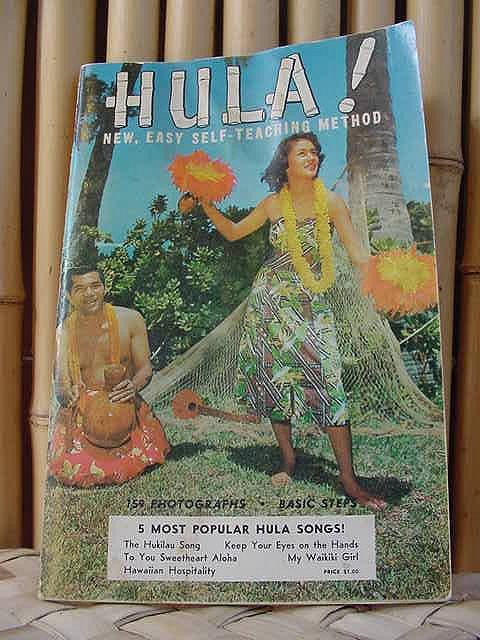 HULA!
NEW, EASY SELF-TEACHING METHOD
159 PHOTOGRAPHS • BASIC STEPS
5 MOST POPULAR HULA SONGS!
The Hukilau Song Keep Your Eyes on the Hands
To You Sweetheart Aloha My Waikiki Girl
Hawaiian Hospitality PRICE $1.00